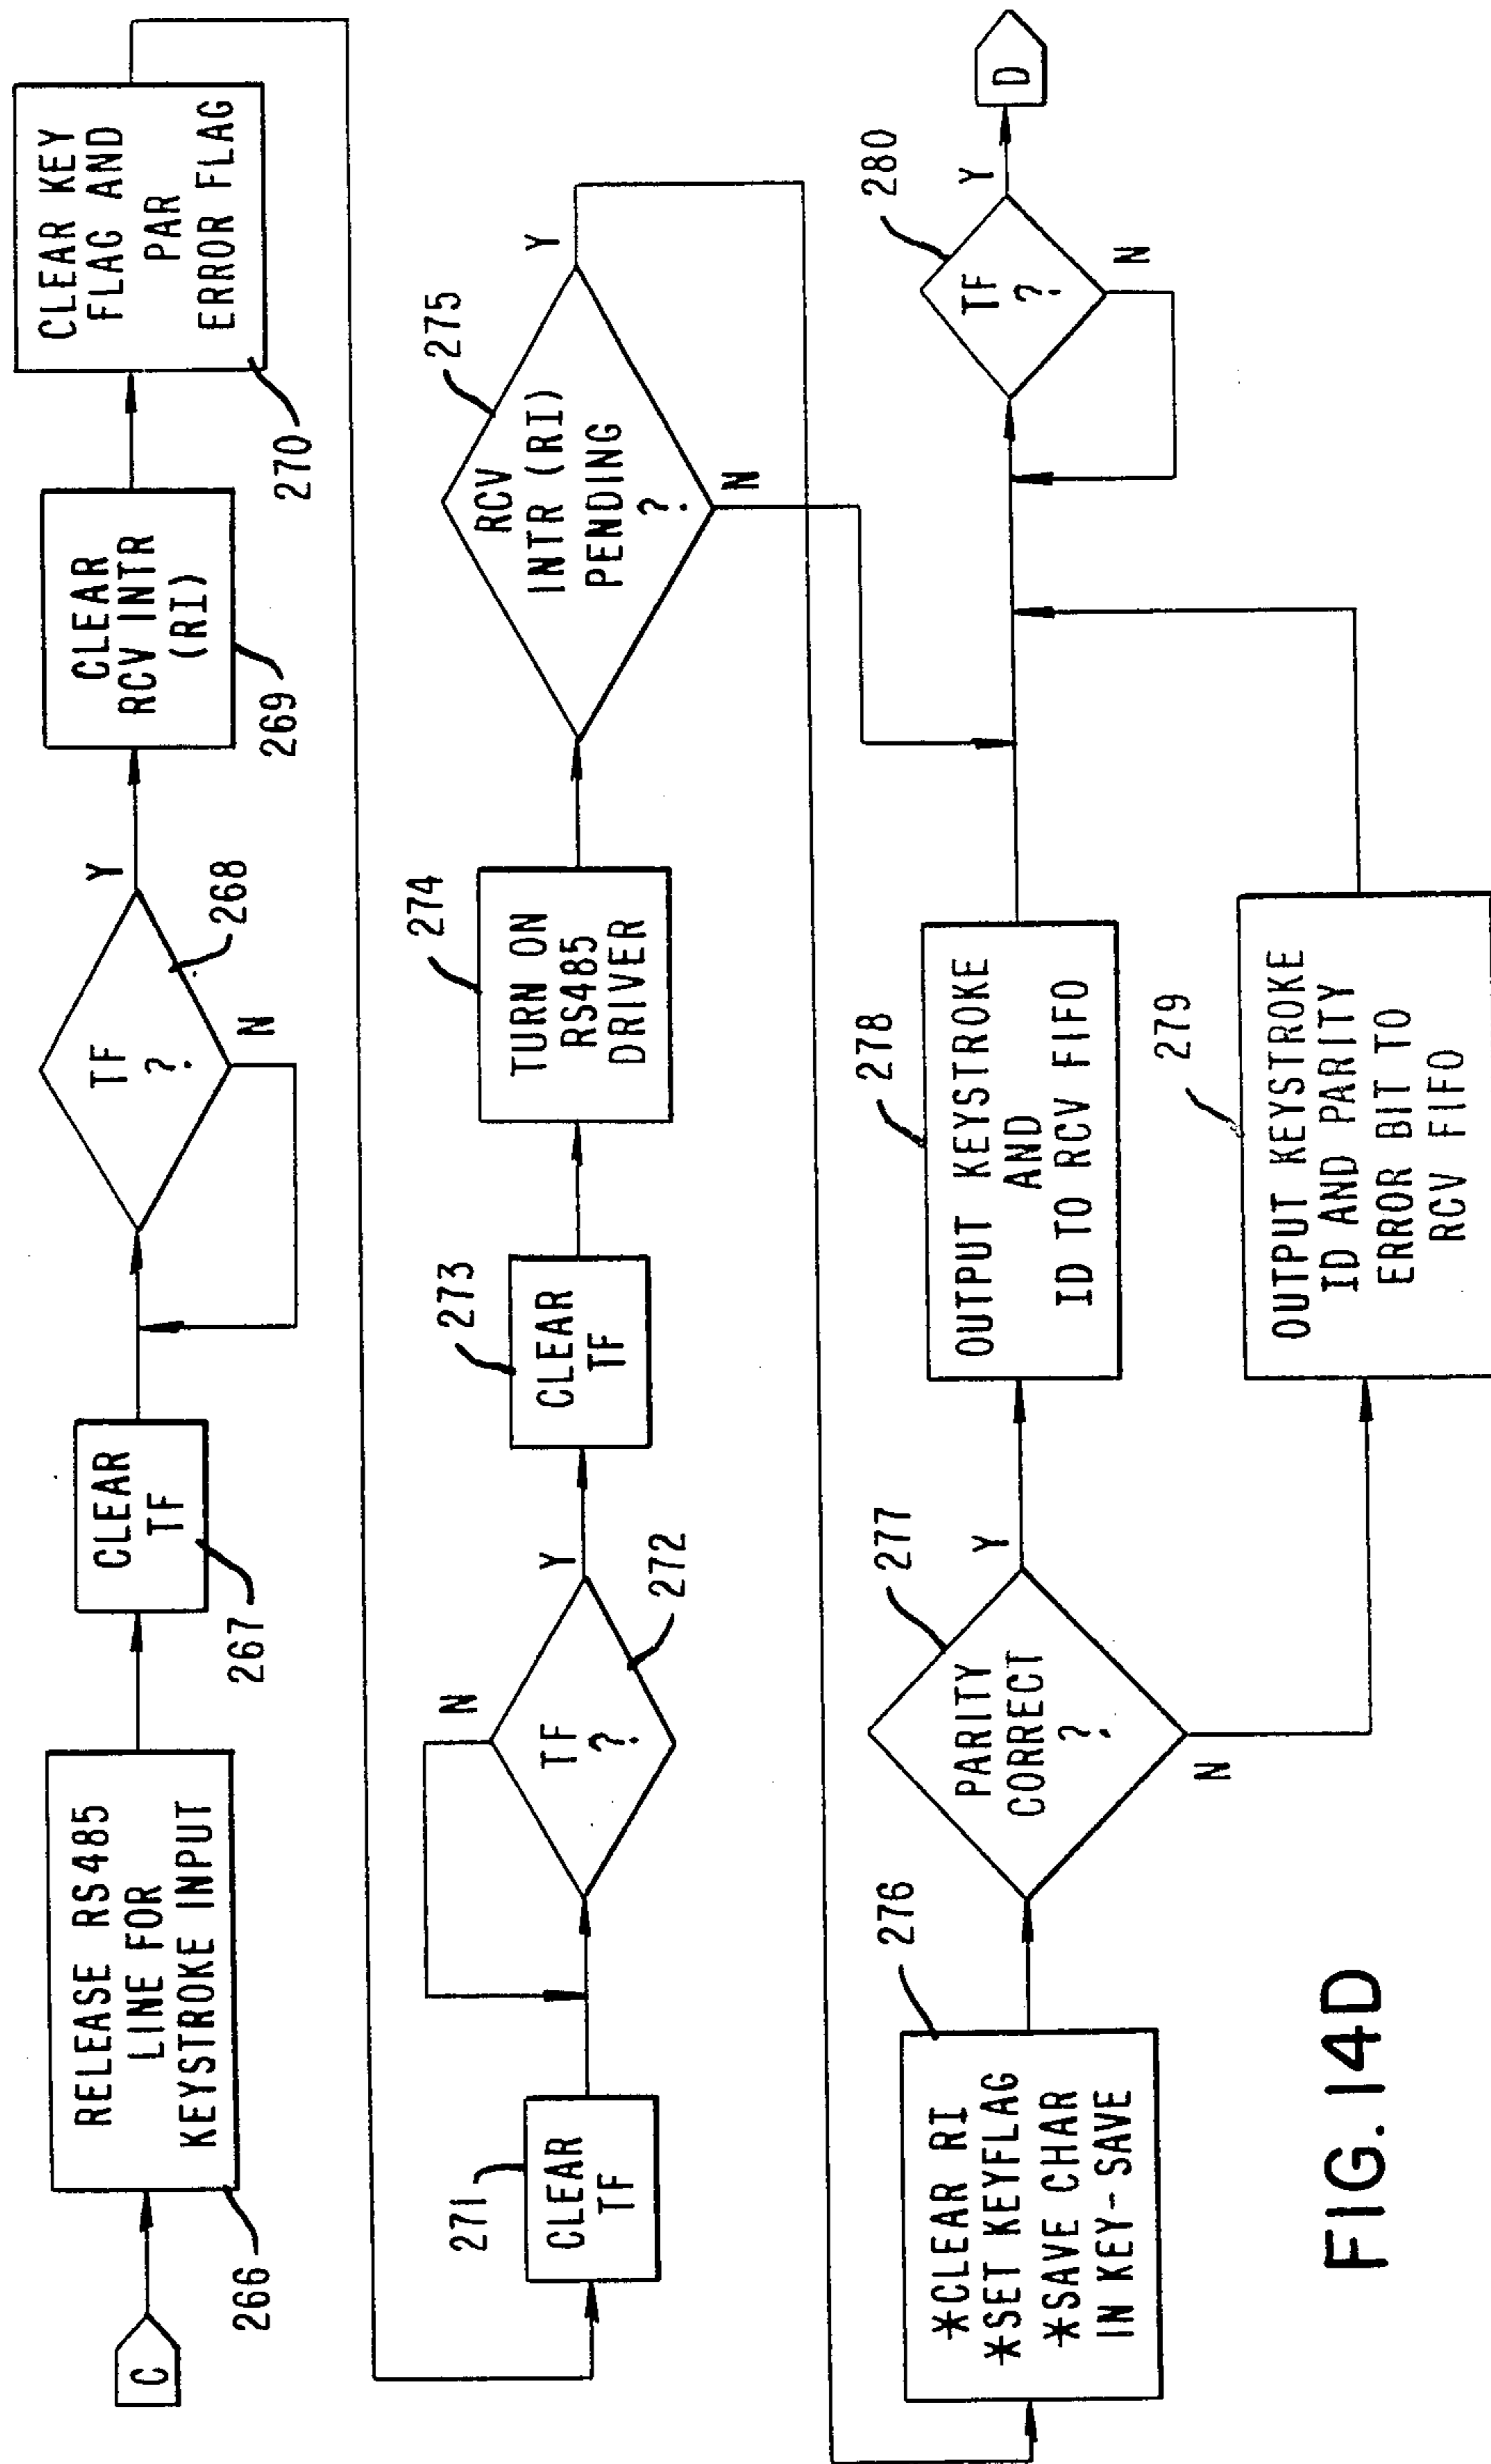 C
RELEASE RS485
LINE FOR
KEYSTROKE INPUT
266
CLEAR
TF
267
TF
?
268
Y
N
CLEAR
RCV INTR
(RI)
269
CLEAR KEY
FLAG AND
PAR
ERROR FLAG
270
271
CLEAR
TF
TF
?
272
N
Y
273
CLEAR
TF
274
TURN ON
RS485
DRIVER
275
RCV
INTR (RI)
PENDING
?
Y
N
276
*CLEAR RI
*SET KEYFLAG
*SAVE CHAR
IN KEY-SAVE
277
PARITY
CORRECT
?
Y
N
278
OUTPUT KEYSTROKE
AND
ID TO RCV FIFO
279
OUTPUT KEYSTROKE
ID AND PARITY
ERROR BIT TO
RCV FIFO
280
TF
?
Y
N
D
FIG. 14D